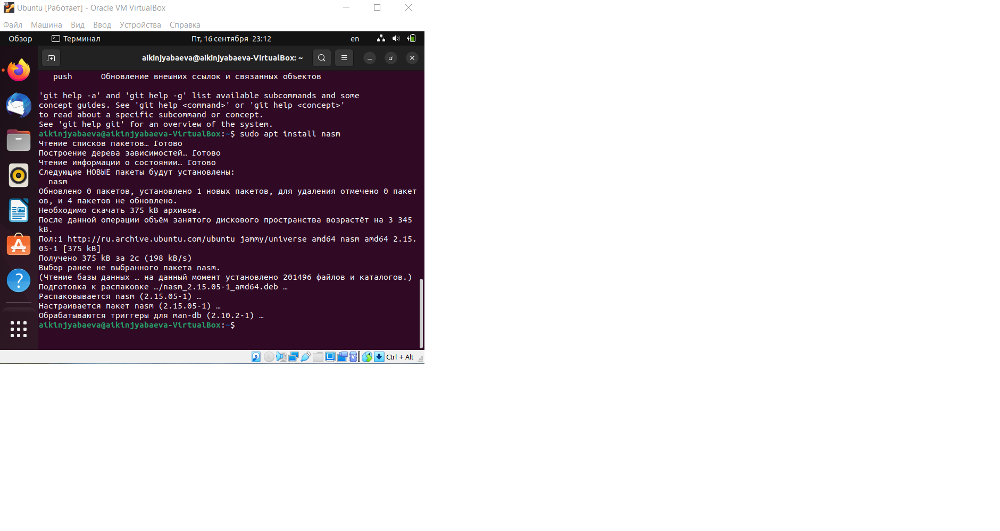 Ubuntu [Работает] - Oracle VM VirtualBox
Файл Машина Вид Ввод Устройства Справка
Обзор Терминал Пт, 16 сентября 23:12 en
aikinjyabaeva@aikinjyabaeva-VirtualBox: ~
push Обновление внешних ссылок и связанных объектов
'git help -a' and 'git help -g' list available subcommands and some
concept guides. See 'git help <command>' or 'git help <concept>'
to read about a specific subcommand or concept.
See 'git help git' for an overview of the system.
aikinjyabaeva@aikinjyabaeva-VirtualBox:~$ sudo apt install nasm
Чтение списков пакетов… Готово
Построение дерева зависимостей… Готово
Чтение информации о состоянии… Готово
Следующие НОВЫЕ пакеты будут установлены:
nasm
Обновлено 0 пакетов, установлено 1 новых пакетов, для удаления отмечено 0 пакет
ов, и 4 пакетов не обновлено.
Необходимо скачать 375 kB архивов.
После данной операции объём занятого дискового пространства возрастёт на 3 345
kB.
Пол:1 http://ru.archive.ubuntu.com/ubuntu jammy/universe amd64 nasm amd64 2.15.
05-1 [375 kB]
Получено 375 kB за 2с (198 kB/s)
Выбор ранее не выбранного пакета nasm.
(Чтение базы данных … на данный момент установлено 201496 файлов и каталогов.)
Подготовка к распаковке …/nasm_2.15.05-1_amd64.deb …
Распаковывается nasm (2.15.05-1) …
Настраивается пакет nasm (2.15.05-1) …
Обрабатываются триггеры для man-db (2.10.2-1) …
aikinjyabaeva@aikinjyabaeva-VirtualBox:~$
Ctrl + Alt